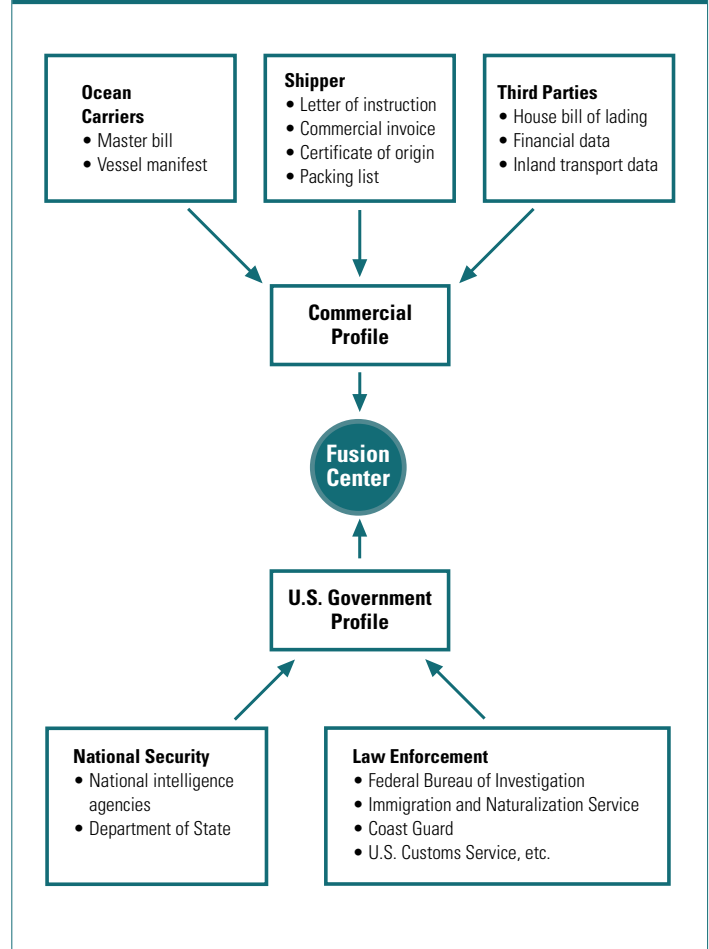 Ocean
Carriers
• Master bill
• Vessel manifest
Shipper
• Letter of instruction
• Commercial invoice
• Certificate of origin
• Packing list
Third Parties
• House bill of lading
• Financial data
• Inland transport data
Commercial
Profile
Fusion
Center
U.S. Government
Profile
National Security
• National intelligence
agencies
• Department of State
Law Enforcement
• Federal Bureau of Investigation
• Immigration and Naturalization Service
• Coast Guard
• U.S. Customs Service, etc.